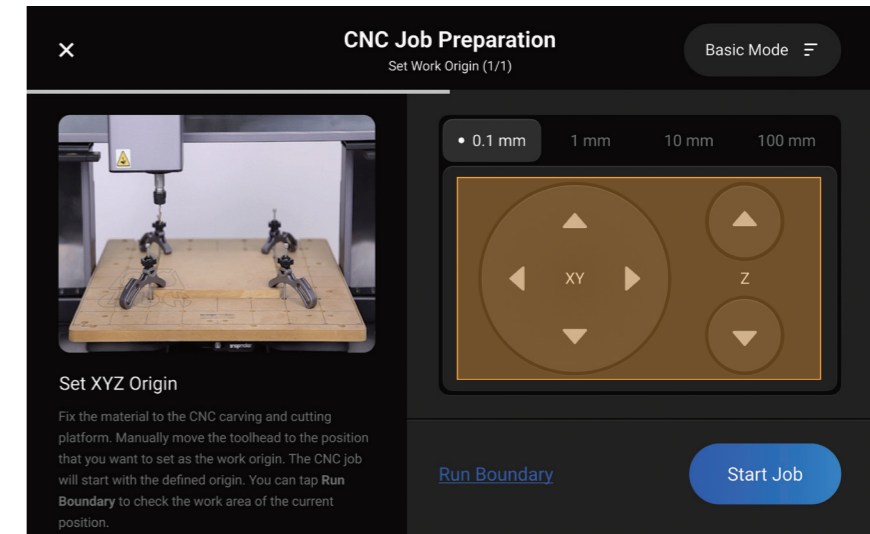 CNC Job Preparation
Set Work Origin (1/1)
Basic Mode
0.1 mm
1 mm
10 mm
100 mm
XY
Z
snapmaker
Set XYZ Origin
Fix the material to the CNC carving and cutting
platform. Manually move the toolhead to the position
that you want to set as the work origin. The CNC job
will start with the defined origin. You can tap Run
Boundary to check the work area of the current
position.
Run Boundary
Start Job